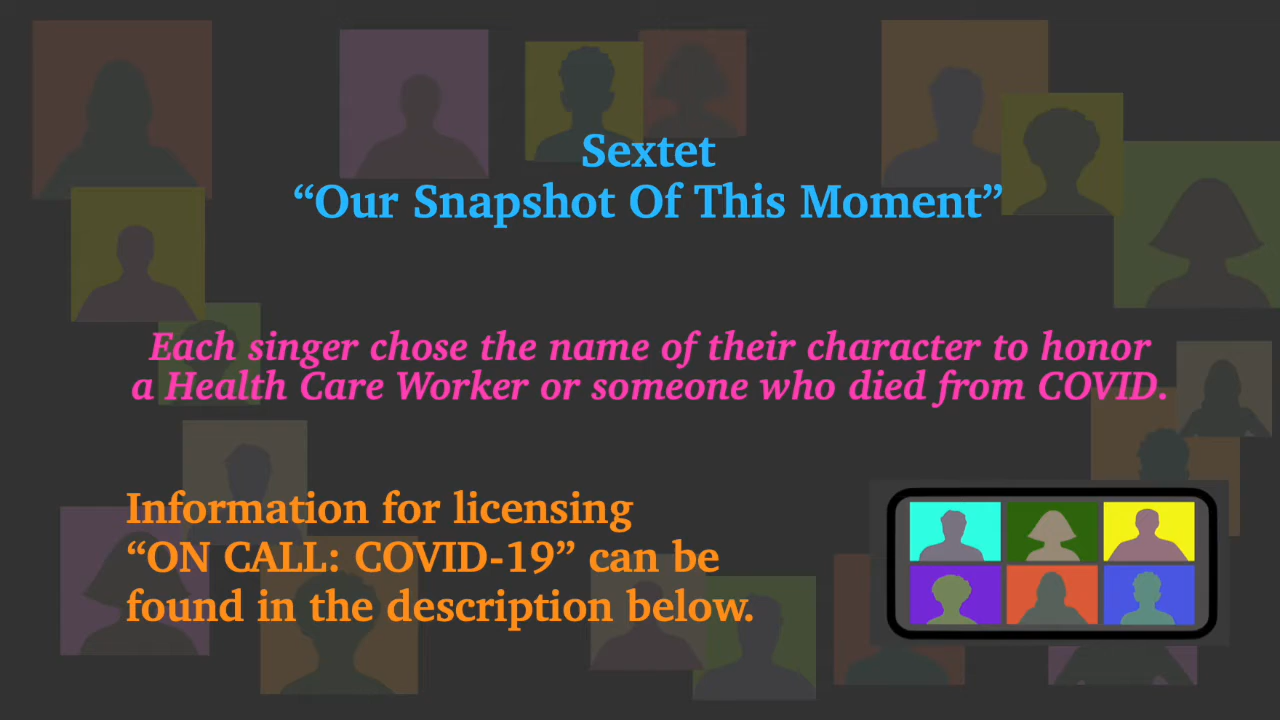 Sextet
“Our Snapshot Of This Moment”
Each singer chose the name of their character to honor
a Health Care Worker or someone who died from COVID.
Information for licensing
“ON CALL: COVID-19” can be
found in the description below.